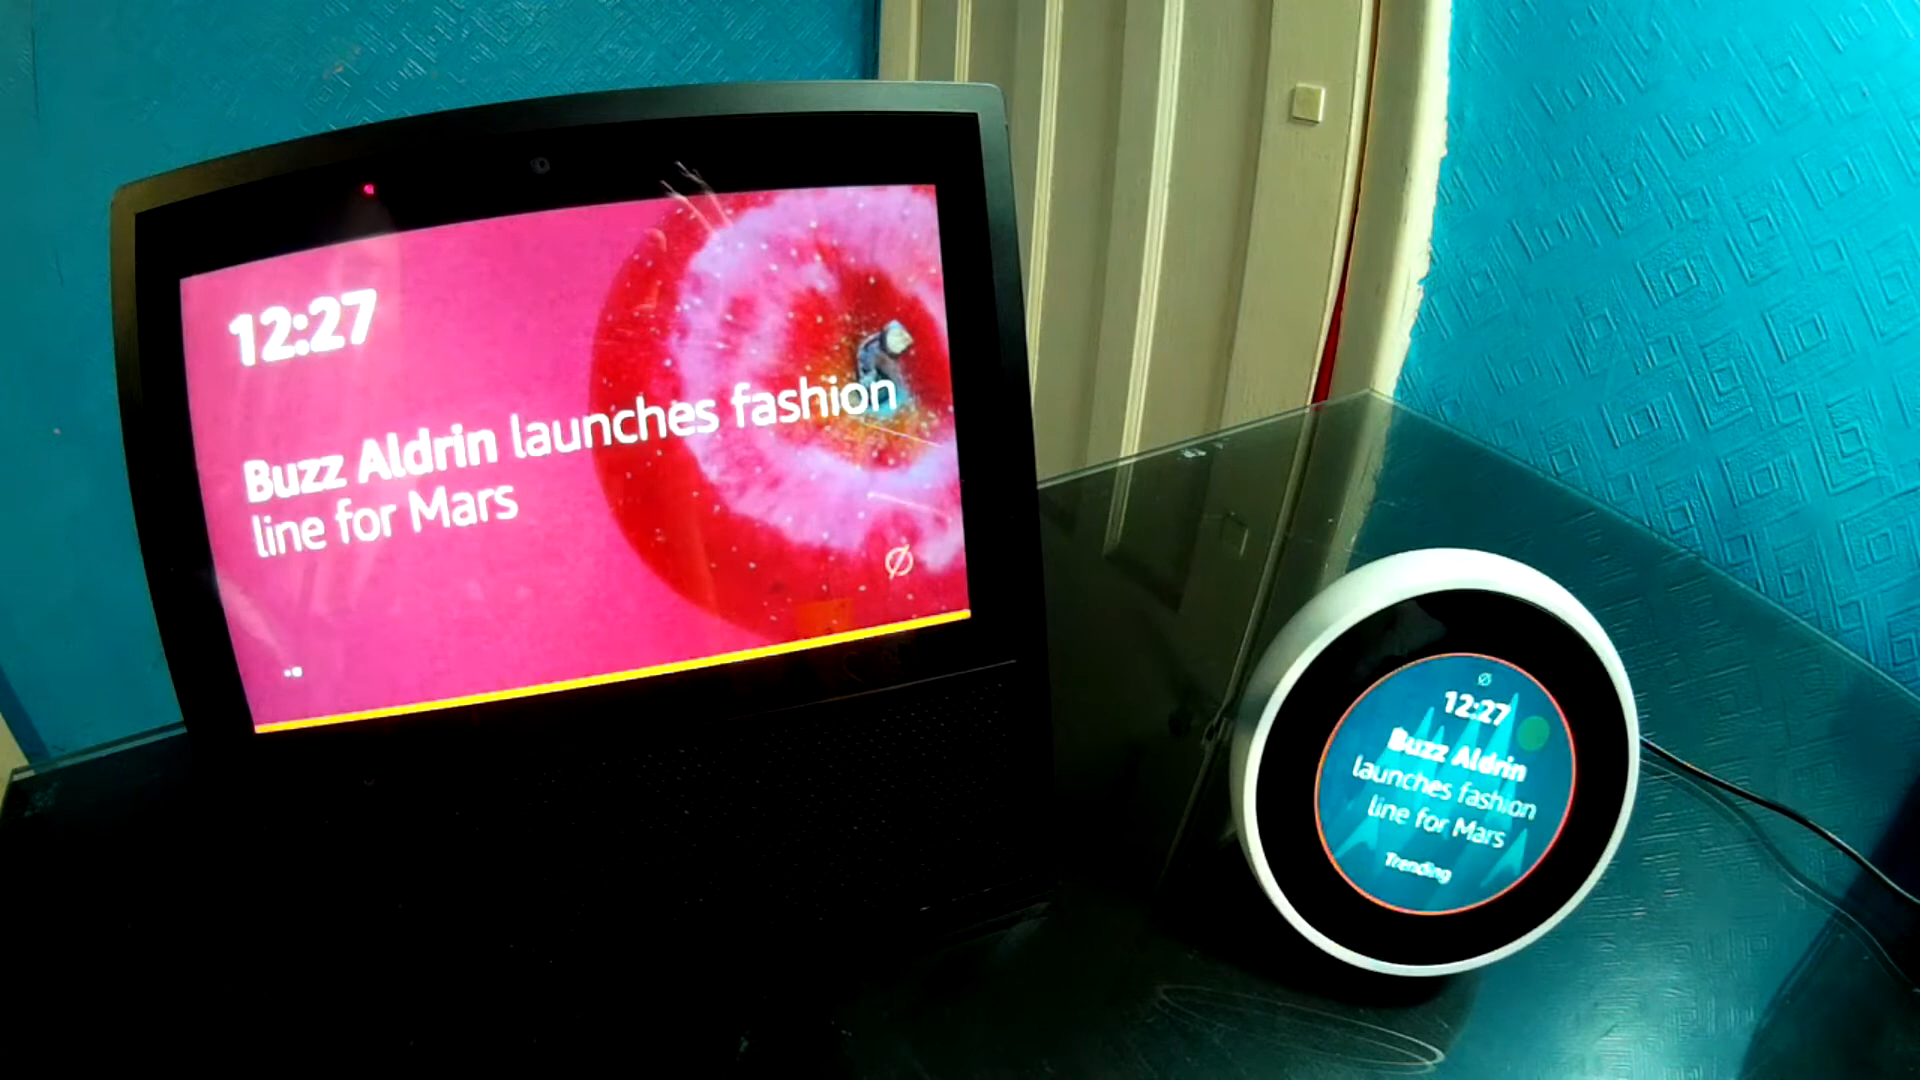 12:27
Buzz Aldrin launches fashion
line for Mars
12:27
Buzz Aldrin
launches fashion
line for Mars
Trending